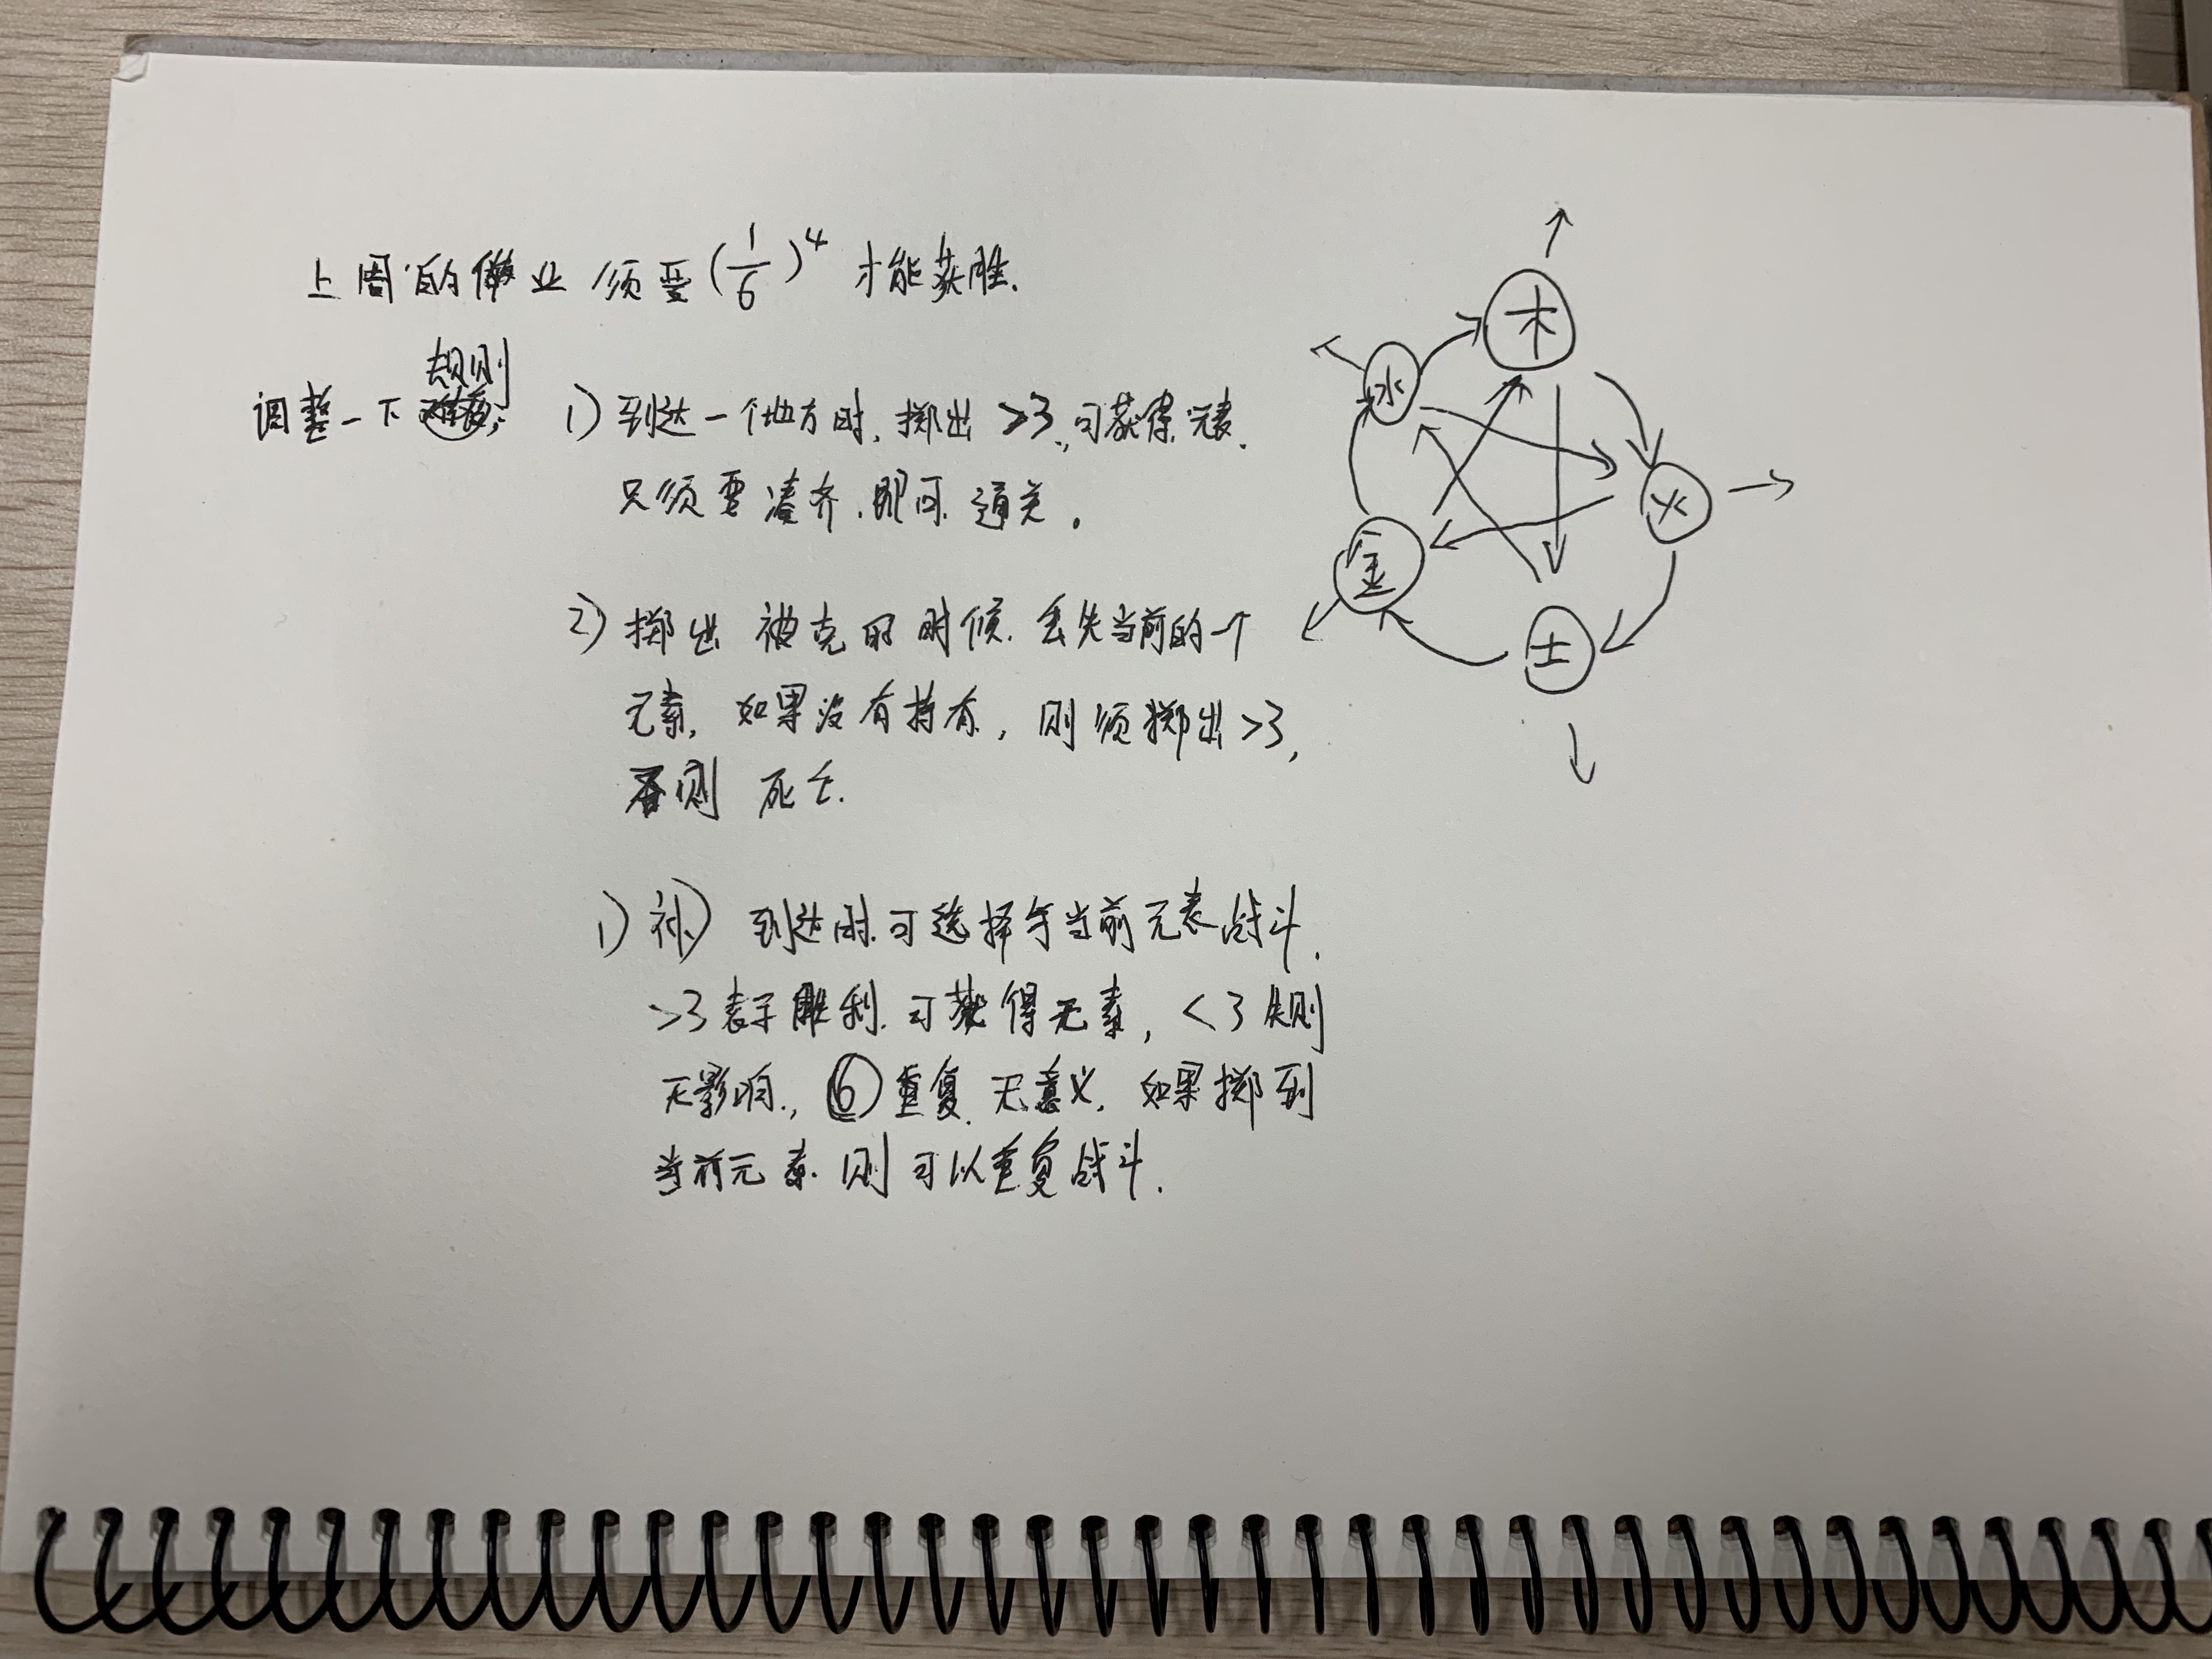 上周的作业 须要 (1/6)^4 才能获胜.
规则
调整一下
1) 到达一个地方时, 掷出 >3, 可获得元素.
只须要凑齐, 即可通关。
2) 掷出 被克的时候. 丢失当前的一个
元素, 如果没有持有, 则须掷出 >3,
否则 死亡.
1) 补) 到达时. 可选择与当前元素战斗.
>3 表示胜利. 可获得元素, <3 失则
无影响., ⑥ 重复 无意义. 如果掷到
当前元素. 则可以重复战斗.
木
水
火
金
土